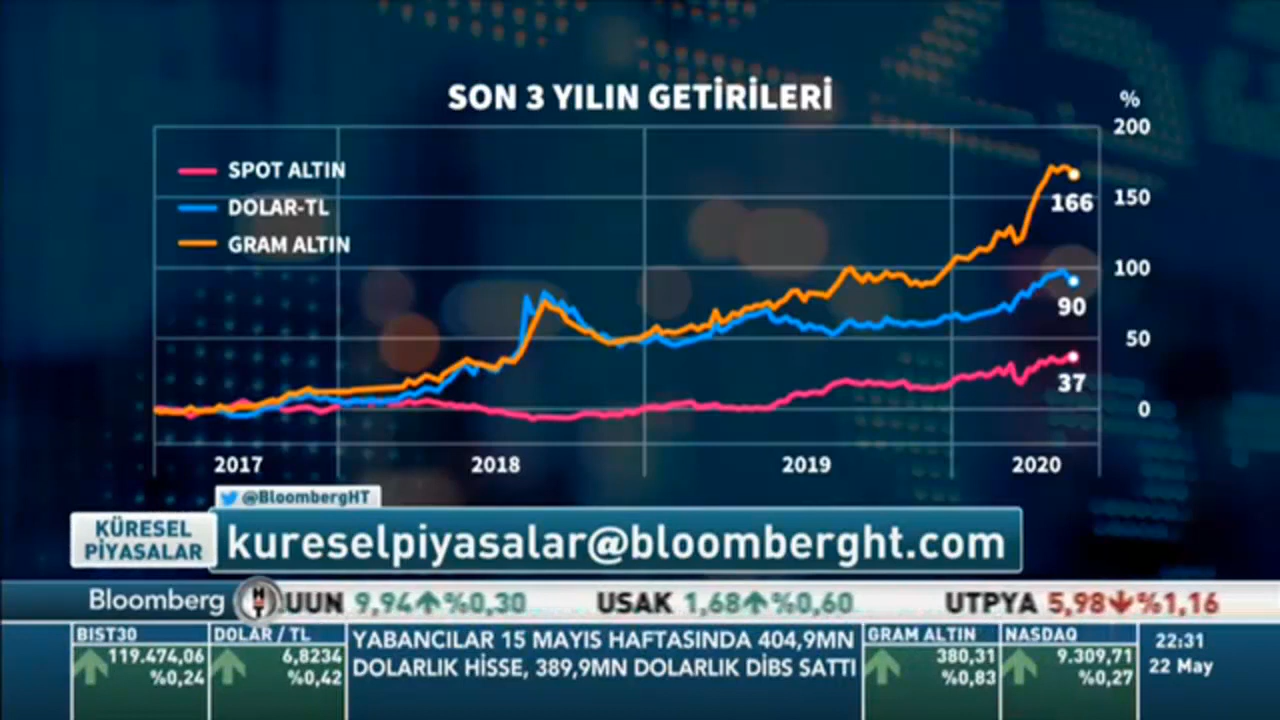 SON 3 YILIN GETİRİLERİ
%
200
SPOT ALTIN
DOLAR-TL
GRAM ALTIN
150
166
100
90
50
37
0
2017 2018 2019 2020
@BloombergHT
KÜRESEL
PİYASALAR
kureselpiyasalar@bloomberght.com
Bloomberg HT UUN 9,94 %0,30 USAK 1,68 %0,60 UTPYA 5,98 %1,16
BIST30
119.474,06
%0,24
DOLAR / TL
6,8234
%0,42
YABANCILAR 15 MAYIS HAFTASINDA 404,9MN
DOLARLIK HİSSE, 389,9MN DOLARLIK DİBS SATTI
GRAM ALTIN
380,31
%0,83
NASDAQ
9.309,71
%0,27
22:31
22 May